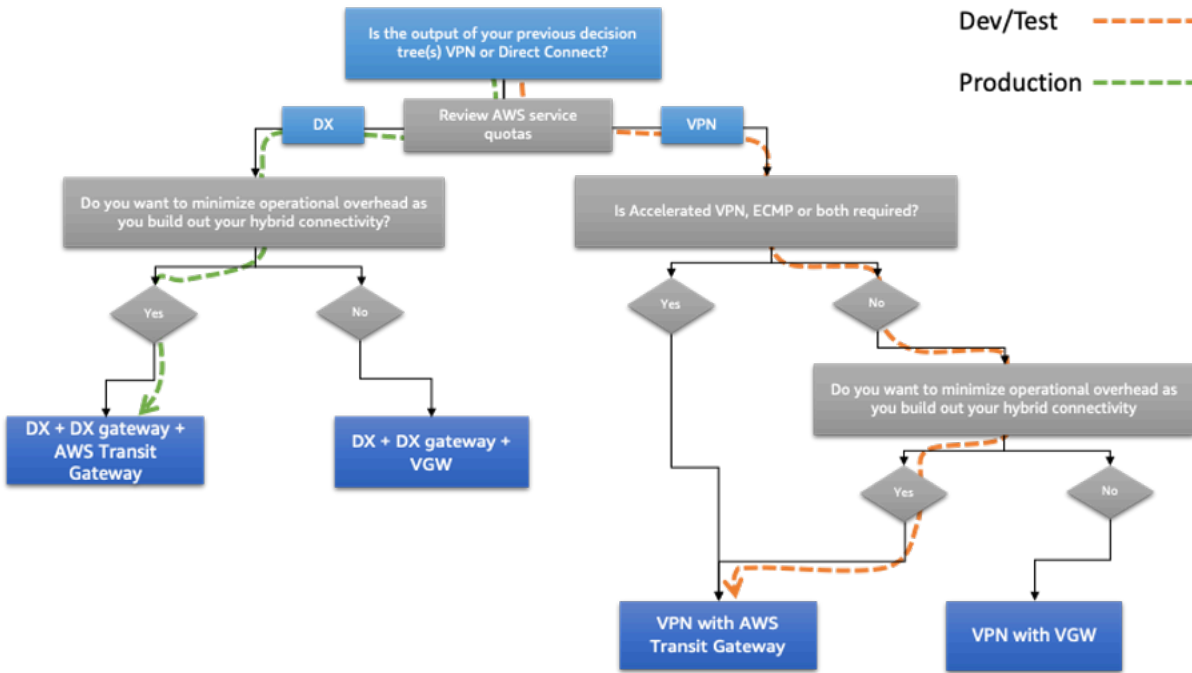 Is the output of your previous decision
tree(s) VPN or Direct Connect?
Dev/Test
Production
Review AWS service
quotas
DX
VPN
Do you want to minimize operational overhead as
you build out your hybrid connectivity?
Is Accelerated VPN, ECMP or both required?
Yes
No
Yes
No
Do you want to minimize operational overhead as
you build out your hybrid connectivity
DX + DX gateway +
AWS Transit
Gateway
DX + DX gateway +
VGW
Yes
No
VPN with AWS
Transit Gateway
VPN with VGW